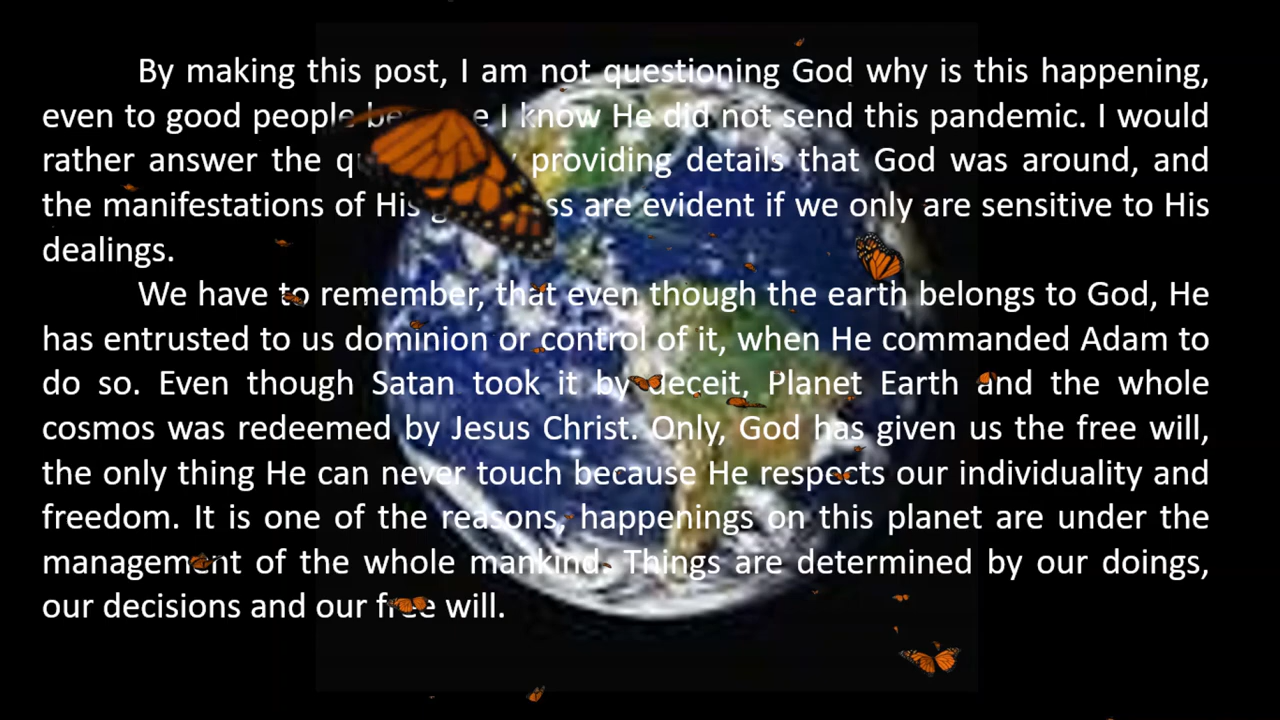 By making this post, I am not questioning God why is this happening,
even to good people I know He did not send this pandemic. I would
rather answer the providing details that God was around, and
the manifestations of His are evident if we only are sensitive to His
dealings.
We have to remember, that even though the earth belongs to God, He
has entrusted to us dominion or control of it, when He commanded Adam to
do so. Even though Satan took it by deceit, Planet Earth and the whole
cosmos was redeemed by Jesus Christ. Only, God has given us the free will,
the only thing He can never touch because He respects our individuality and
freedom. It is one of the reasons, happenings on this planet are under the
management of the whole mankind. Things are determined by our doings,
our decisions and our free will.